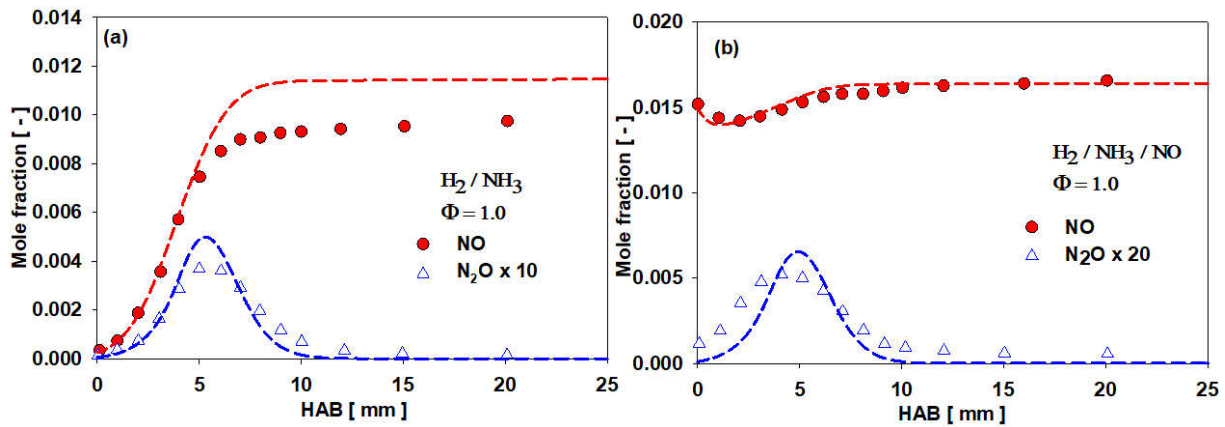 (a)
0.014
0.012
0.010
0.008
0.006
0.004
0.002
0.000
Mole fraction [ - ]
H2 / NH3
Φ = 1.0
NO
N2O x 10
0 5 10 15 20 25
HAB [ mm ]
(b)
0.020
0.015
0.010
0.005
0.000
Mole fraction [ - ]
H2 / NH3 / NO
Φ = 1.0
NO
N2O x 20
0 5 10 15 20 25
HAB [ mm ]